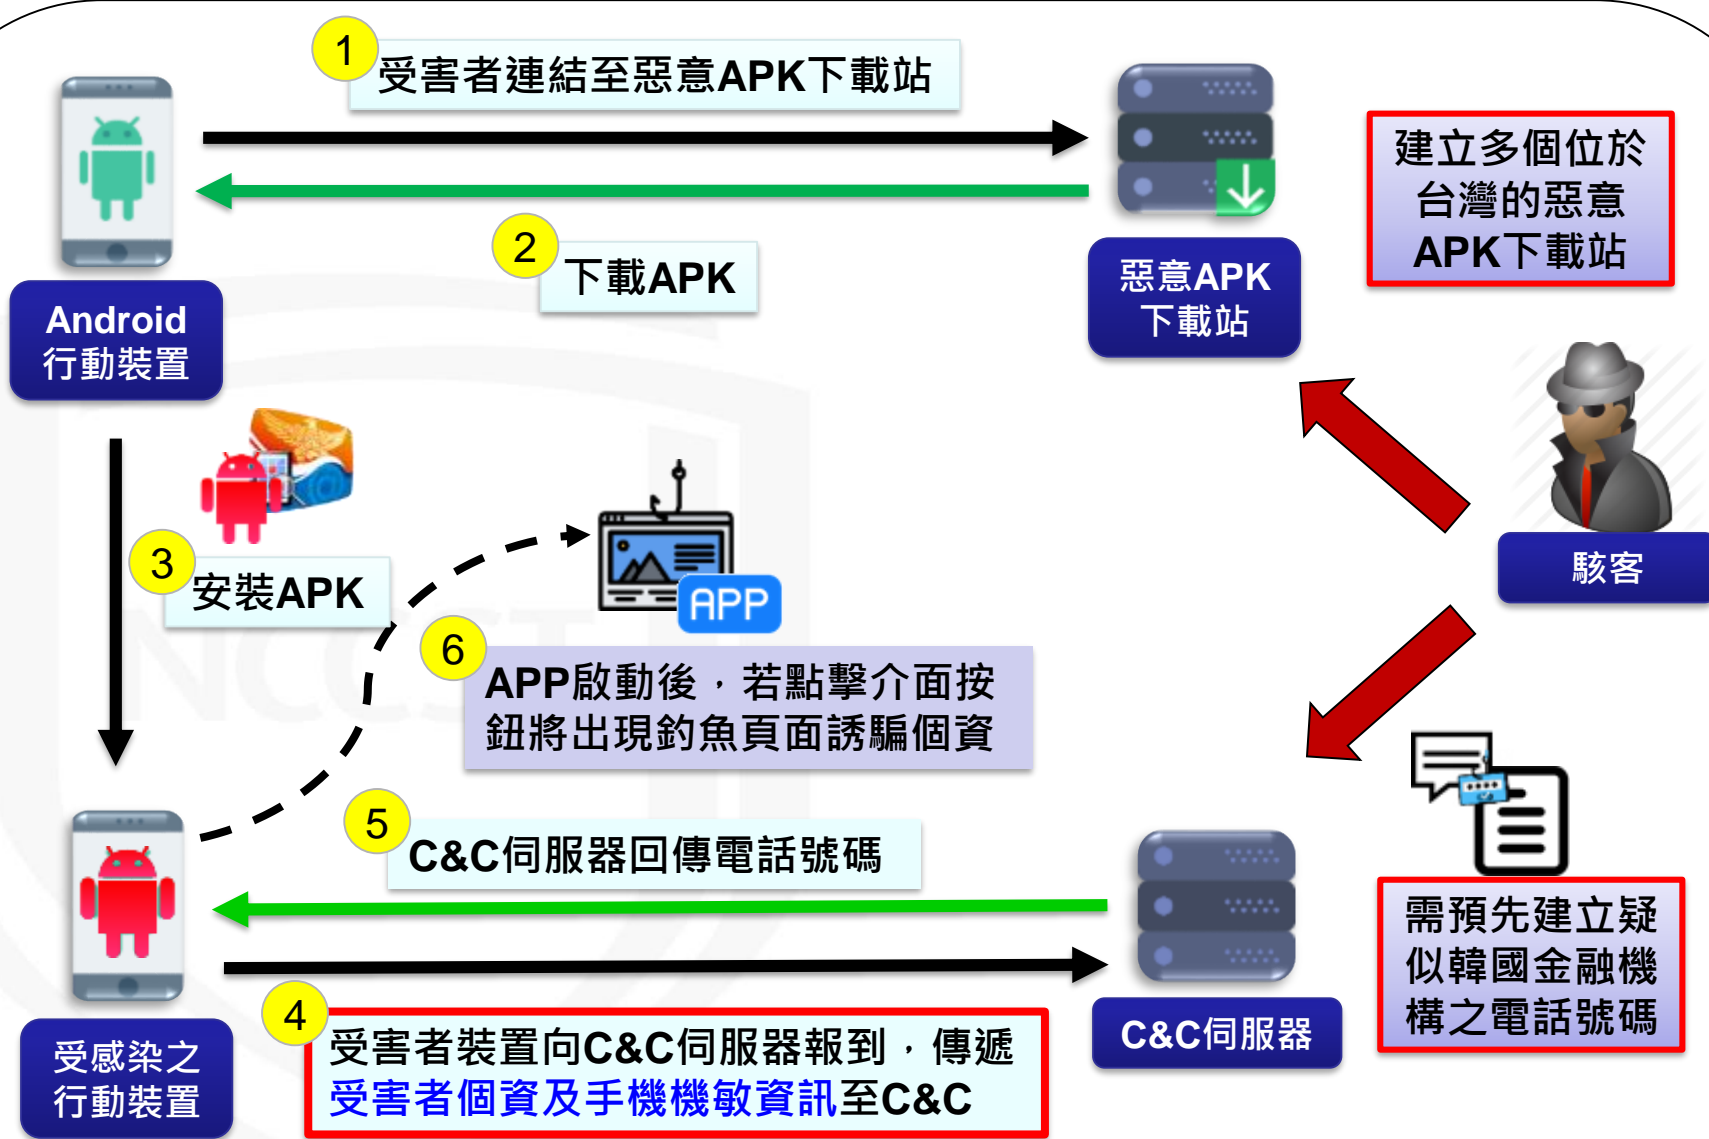 1
受害者連結至惡意APK下載站
2
下載APK
Android
行動裝置
惡意APK
下載站
建立多個位於
台灣的惡意
APK下載站
駭客
3
安裝APK
APP
6
APP啟動後，若點擊介面按
鈕將出現釣魚頁面誘騙個資
5
C&C伺服器回傳電話號碼
4
受害者裝置向C&C伺服器報到，傳遞
受害者個資及手機機敏資訊至C&C
受感染之
行動裝置
C&C伺服器
需預先建立疑
似韓國金融機
構之電話號碼